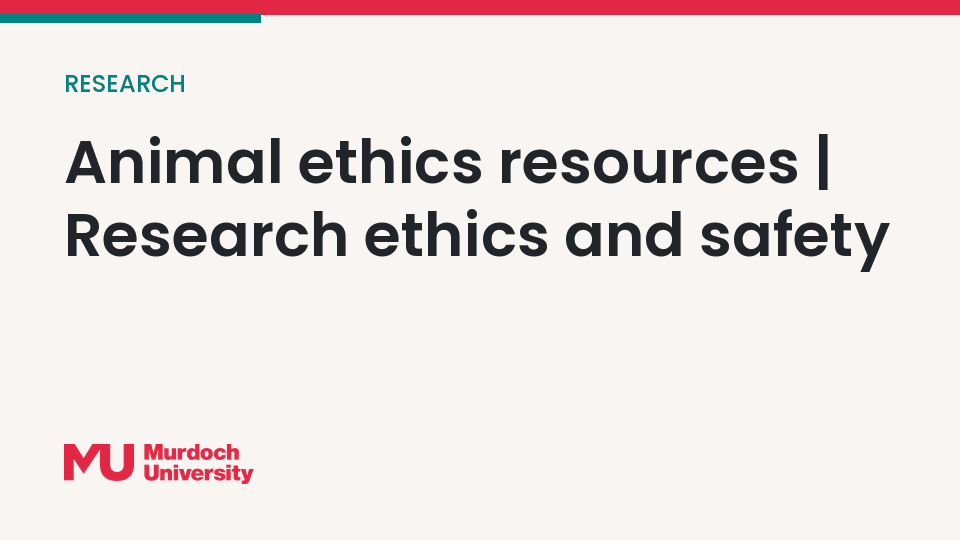 RESEARCH
Animal ethics resources |
Research ethics and safety
MU Murdoch
University